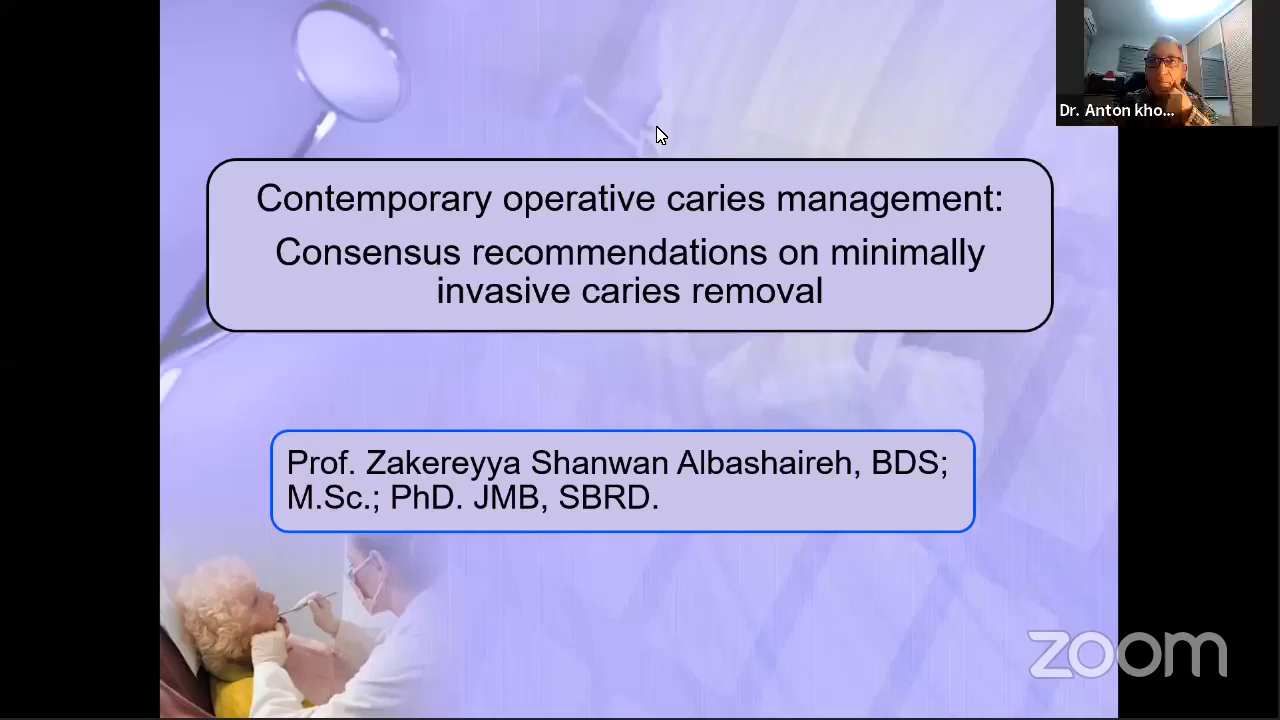 Dr. Anton kho...
Contemporary operative caries management:
Consensus recommendations on minimally
invasive caries removal
Prof. Zakereyya Shanwan Albashaireh, BDS;
M.Sc.; PhD. JMB, SBRD.
zoom